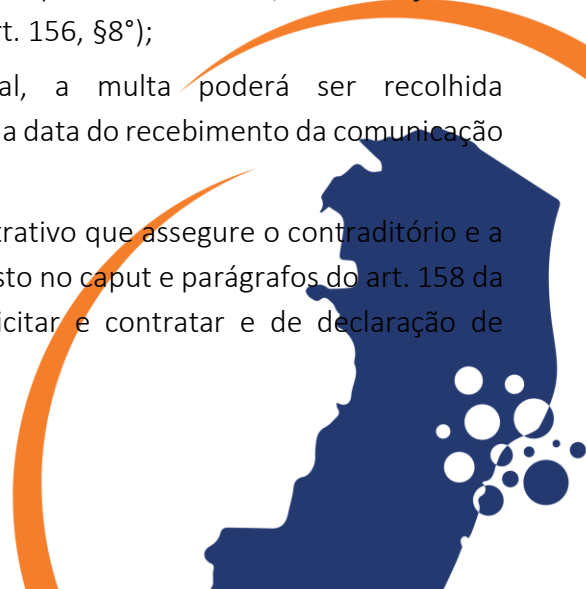 rt. 156, §8°);
al, a multa poderá ser recolhida
a data do recebimento da comunicação
trativo que assegure o contraditório e a
sto no caput e parágrafos do art. 158 da
icitar e contratar e de declaração de